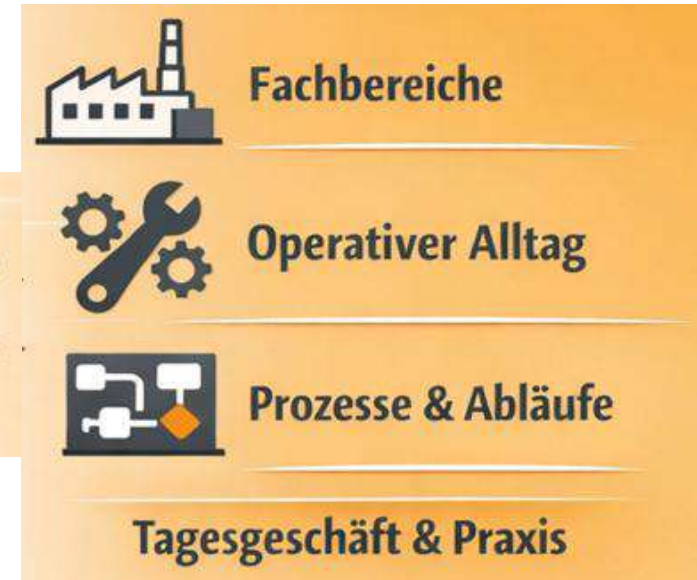 Fachbereiche
Operativer Alltag
Prozesse & Abläufe
Tagesgeschäft & Praxis